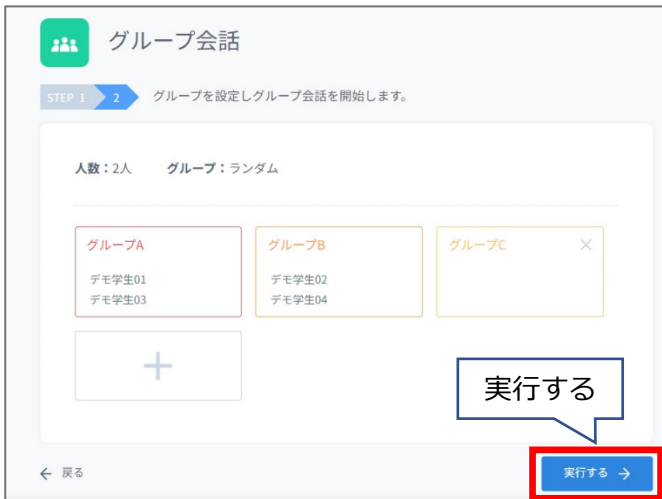 グループ会話
STEP 1 2 グループを設定しグループ会話を開始します。
人数：2人 グループ：ランダム
グループA グループB グループC
デモ学生01 デモ学生02
デモ学生03 デモ学生04
実行する
戻る 実行する